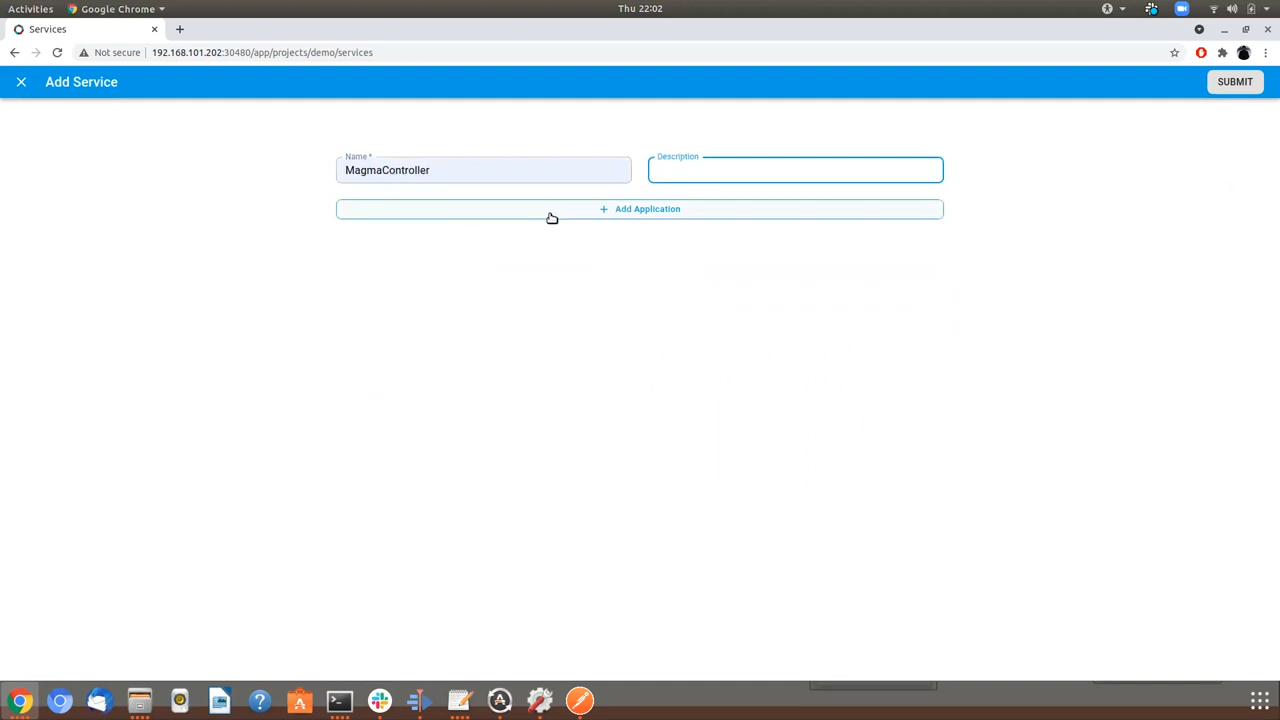 Activities
Google Chrome
Thu 22:02
Services
Not secure
192.168.101.202:30480/app/projects/demo/services
Add Service
SUBMIT
Name *
MagmaController
Description
Add Application